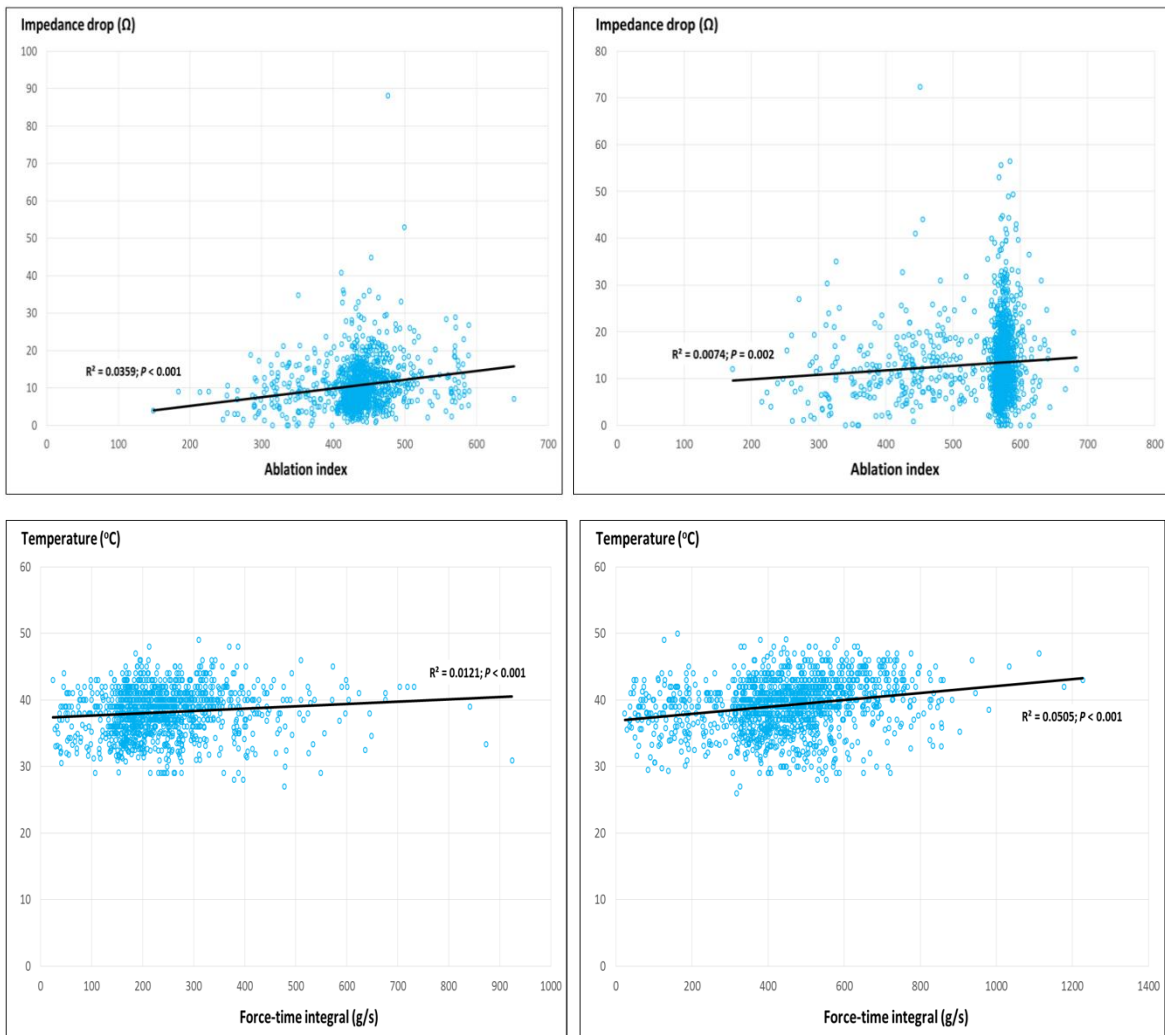 Impedance drop (Ω)
100
90
80
70
60
50
40
30
20
10
0
R² = 0.0359; P < 0.001
0 100 200 300 400 500 600 700
Ablation index
Impedance drop (Ω)
80
70
60
50
40
30
20
10
0
R² = 0.0074; P = 0.002
0 100 200 300 400 500 600 700 800
Ablation index
Temperature (°C)
60
50
40
30
20
10
0
R² = 0.0121; P < 0.001
0 100 200 300 400 500 600 700 800 900 1000
Force-time integral (g/s)
Temperature (°C)
60
50
40
30
20
10
0
R² = 0.0505; P < 0.001
0 200 400 600 800 1000 1200 1400
Force-time integral (g/s)